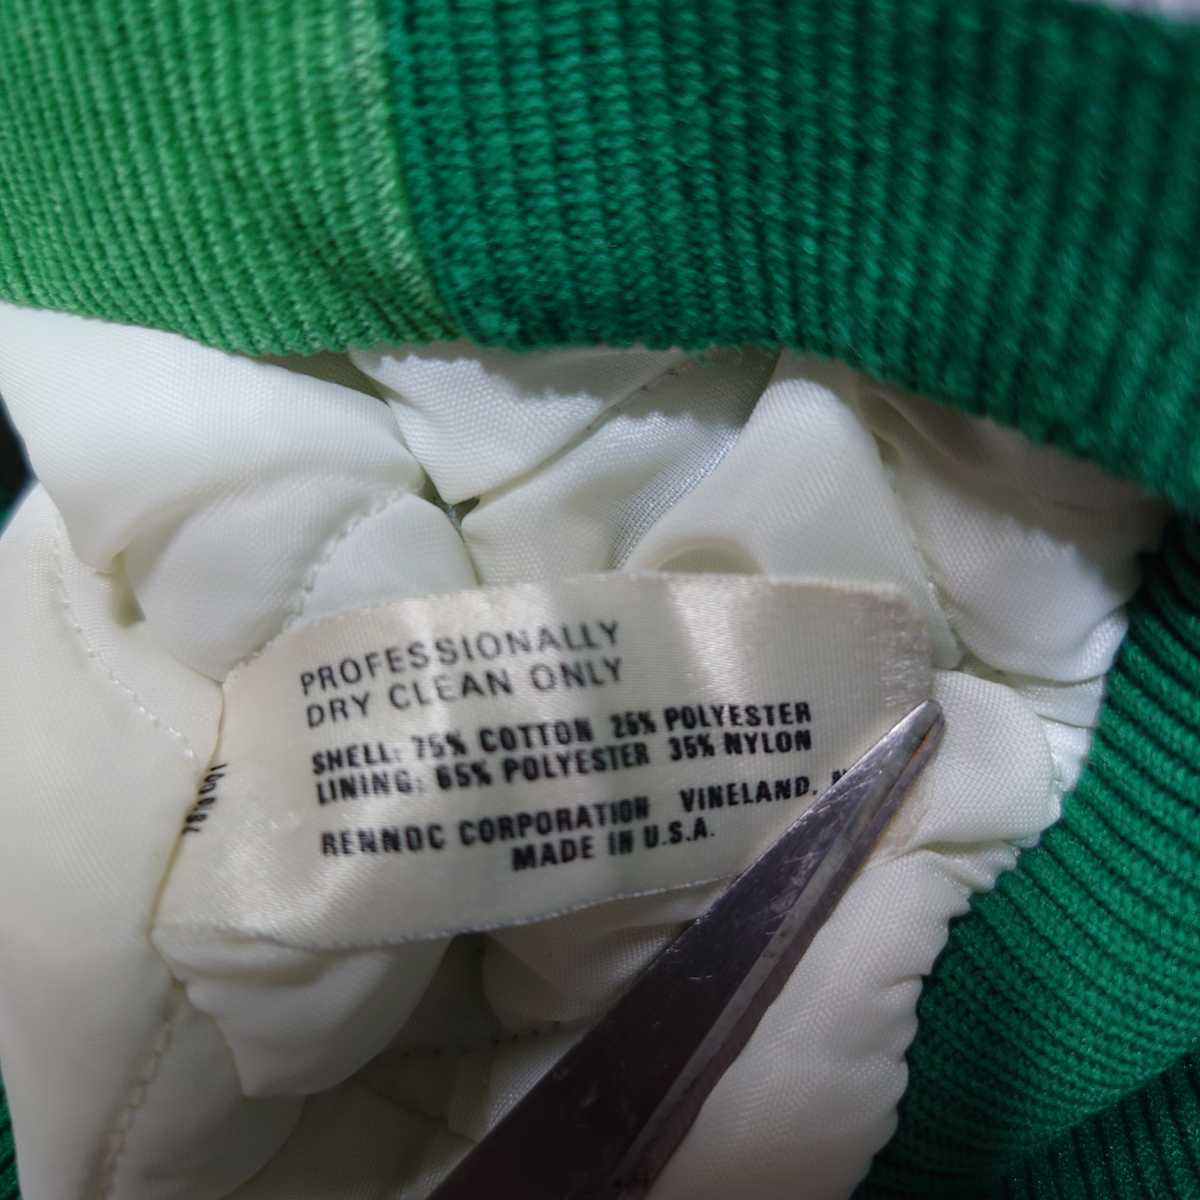 PROFESSIONALLY
DRY CLEAN ONLY
SHELL: 75% COTTON 25% POLYESTER
LINING: 65% POLYESTER 35% NYLON
RENNOC CORPORATION VINELAND,
MADE IN U.S.A.